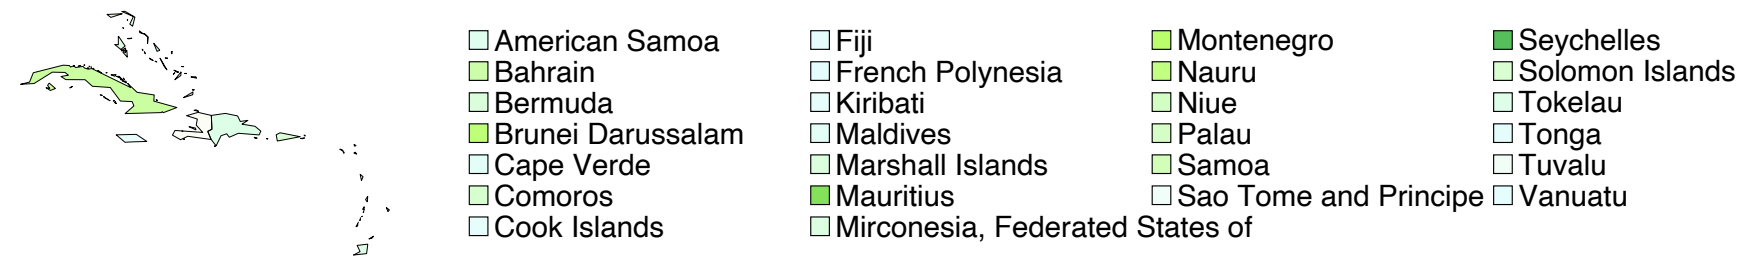 American Samoa
Bahrain
Bermuda
Brunei Darussalam
Cape Verde
Comoros
Cook Islands
Fiji
French Polynesia
Kiribati
Maldives
Marshall Islands
Mauritius
Mirconesia, Federated States of
Montenegro
Nauru
Niue
Palau
Samoa
Sao Tome and Principe
Seychelles
Solomon Islands
Tokelau
Tonga
Tuvalu
Vanuatu